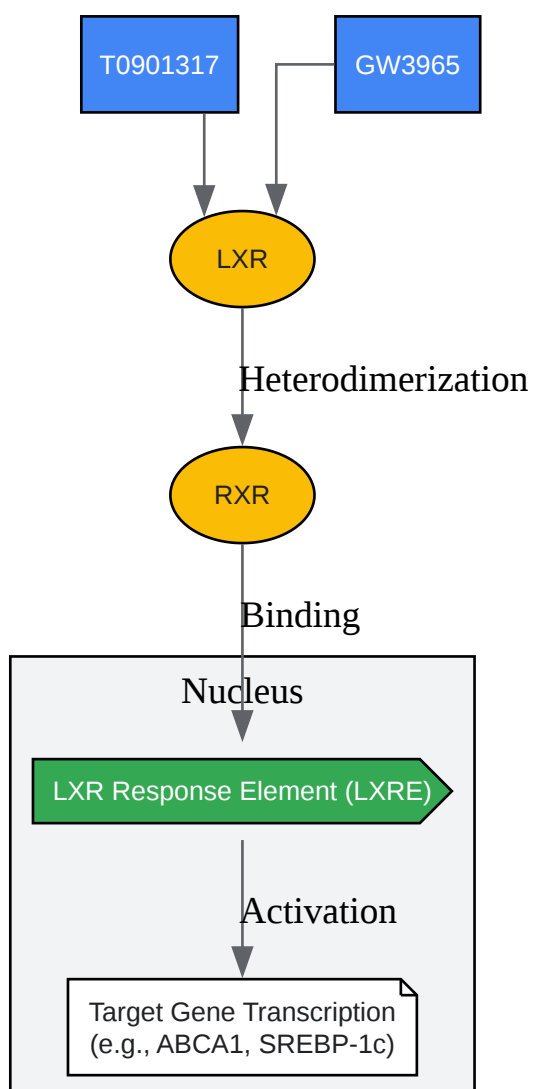 T0901317
GW3965
LXR
Heterodimerization
RXR
Binding
Nucleus
LXR Response Element (LXRE)
Activation
Target Gene Transcription
(e.g., ABCA1, SREBP-1c)